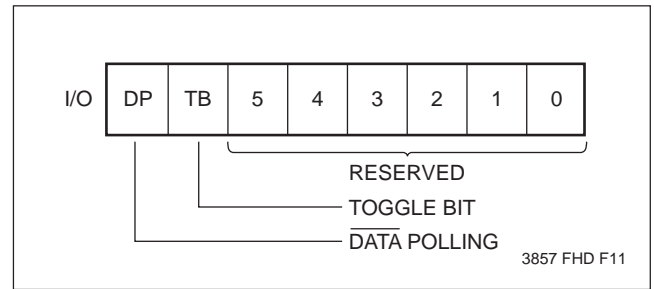 I/O DP TB 5 4 3 2 1 0
RESERVED
TOGGLE BIT
DATA POLLING
3857 FHD F11